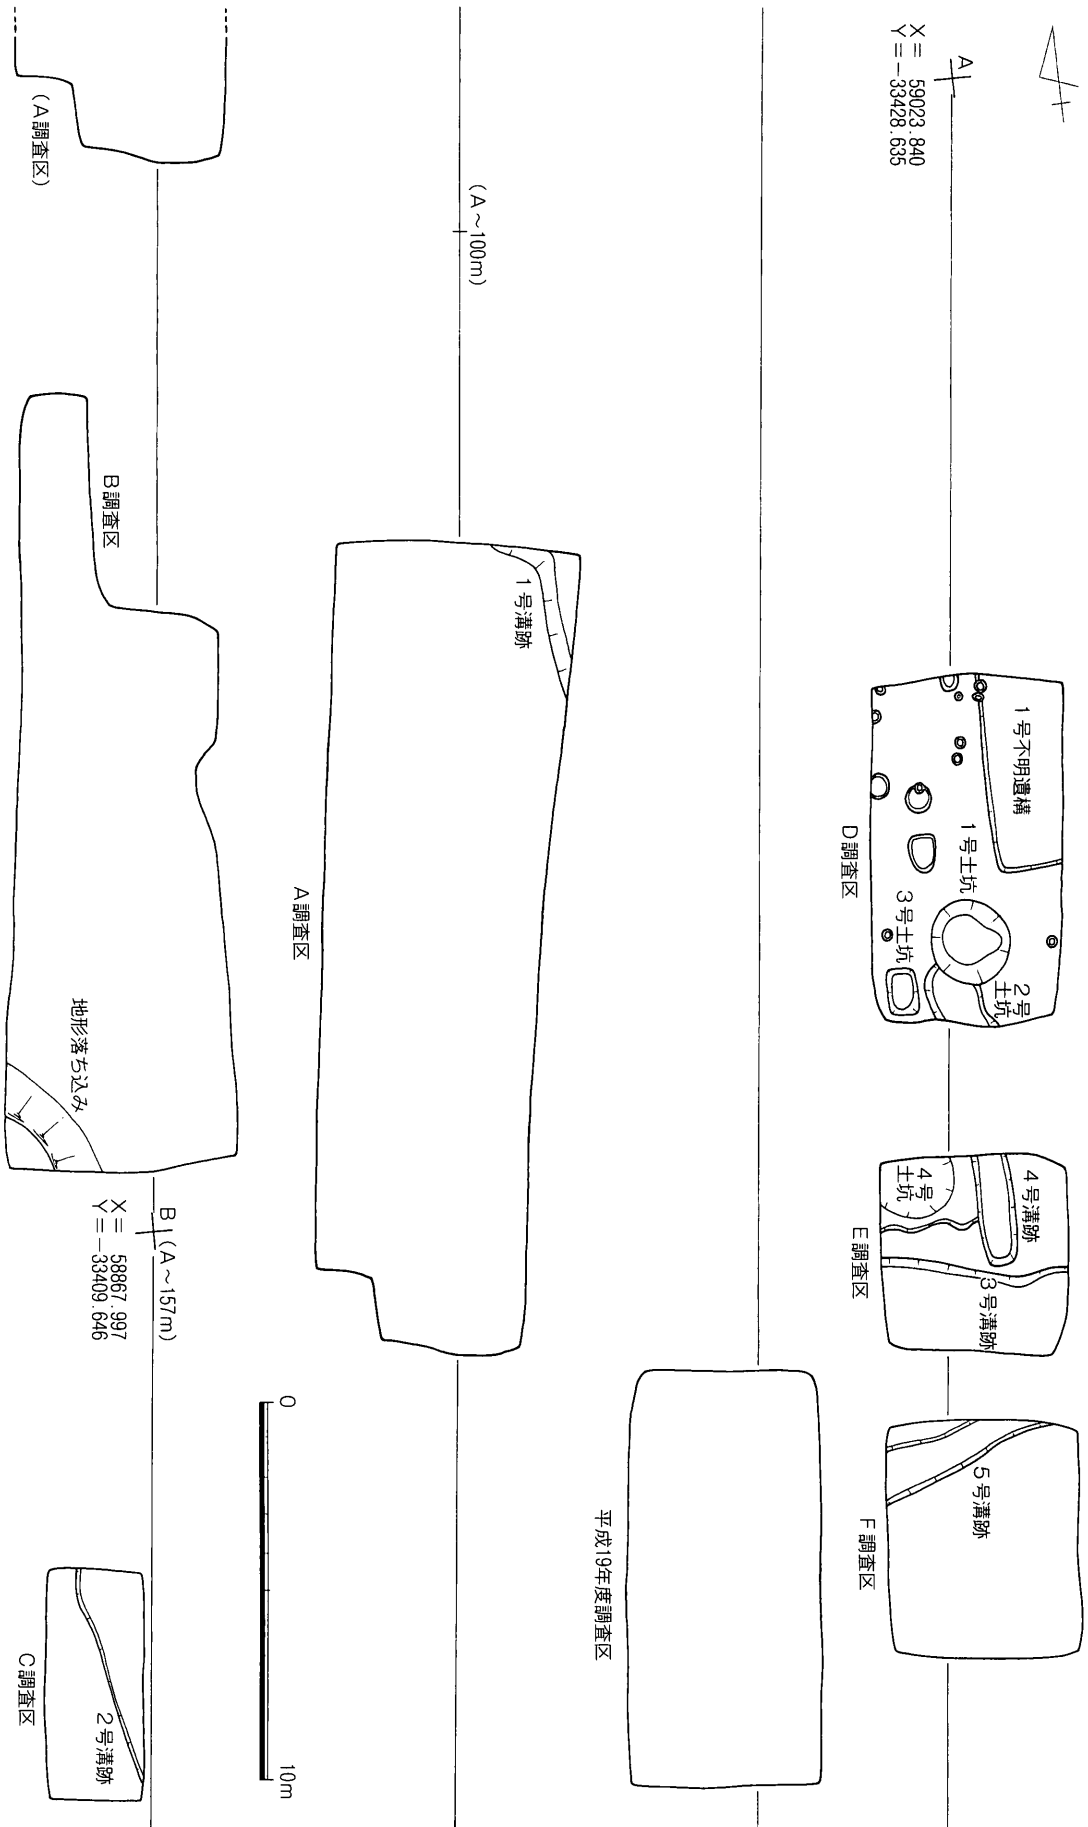 A
X= 59023.840
Y=-33428.635
1号不明遺構
1号土坑
2号
土坑
3号土坑
D調査区
4号溝跡
4号
土坑
3号溝跡
E調査区
5号溝跡
F調査区
平成19年度調査区
(A~100m)
1号溝跡
A調査区
0
10m
(A調査区)
B調査区
地形落ち込み
B (A~157m)
X= 58867.997
Y=-33409.646
2号溝跡
C調査区